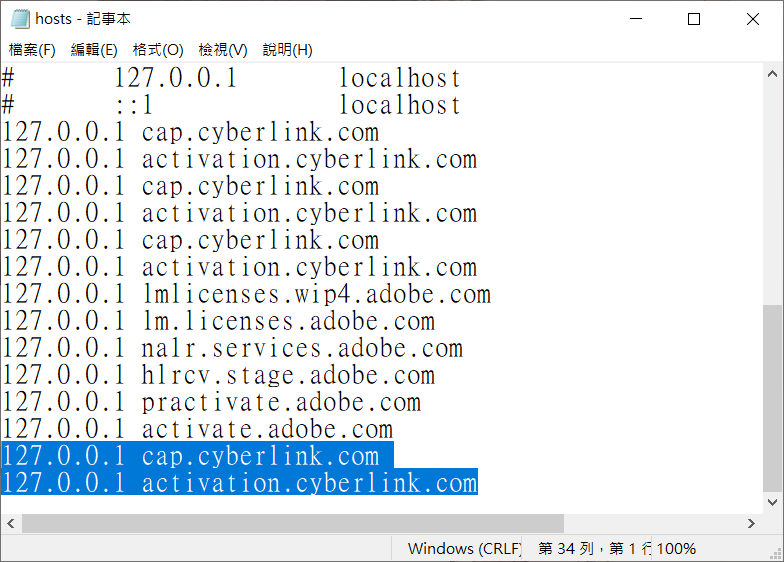 hosts - 記事本
檔案(F) 編輯(E) 格式(O) 檢視(V) 說明(H)
# 127.0.0.1 localhost
# ::1 localhost
127.0.0.1 cap.cyberlink.com
127.0.0.1 activation.cyberlink.com
127.0.0.1 cap.cyberlink.com
127.0.0.1 activation.cyberlink.com
127.0.0.1 cap.cyberlink.com
127.0.0.1 activation.cyberlink.com
127.0.0.1 lmlicenses.wip4.adobe.com
127.0.0.1 lm.licenses.adobe.com
127.0.0.1 nalr.services.adobe.com
127.0.0.1 hlrcv.stage.adobe.com
127.0.0.1 practivate.adobe.com
127.0.0.1 activate.adobe.com
127.0.0.1 cap.cyberlink.com
127.0.0.1 activation.cyberlink.com
Windows (CRLF) 第 34 列，第 1 行 100%